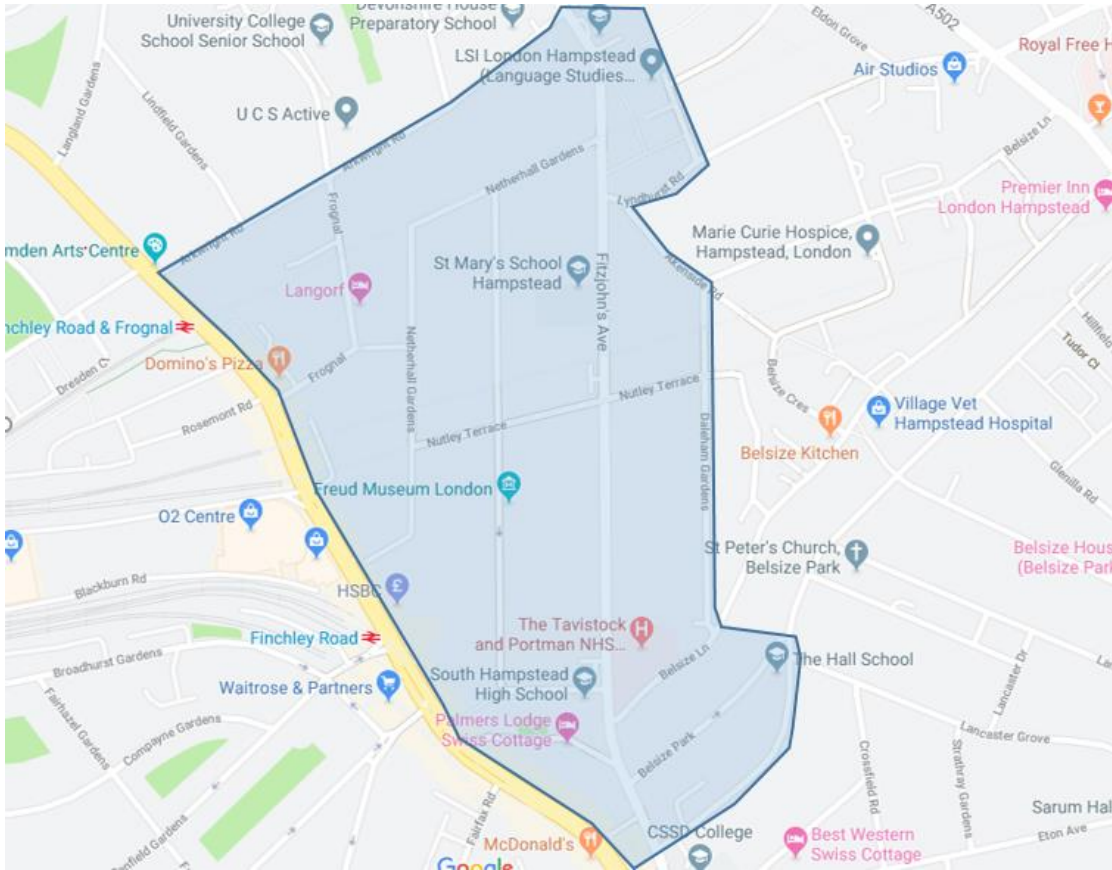 University College
School Senior School
Devonshire House
Preparatory School
LSI London Hampstead
(Language Studies...
Eldon Grove
A502
Royal Free H
Air Studios
Langland Gardens
Lindfield Gardens
U C S Active
Arkwright Rd
Netherhall Gardens
Belsize Ln
Frognal
Lyndhurst Rd
Premier Inn
London Hampstead
Arkwright Rd
mden Arts Centre
St Mary's School
Hampstead
Fitzjohn's Ave
Marie Curie Hospice,
Hampstead, London
Akenside Rd
Langorf
nchley Road & Frognal
Dresden Cl
Domino's Pizza
Frognal
Netherhall Gardens
Hillfield
Tudor Cl
Rosemont Rd
Nutley Terrace
Belsize Cres
Village Vet
Hampstead Hospital
Nutley Terrace
Daleham Gardens
Belsize Kitchen
Freud Museum London
Glenilla Rd
O2 Centre
St Peter's Church,
Belsize Park
Belsize Hous
(Belsize Park
Blackburn Rd
HSBC
Finchley Road
The Tavistock
and Portman NHS...
Belsize Ln
The Hall School
Broadhurst Gardens
Waitrose & Partners
South Hampstead
High School
Lancaster Dr
Fairhazel Gardens
Compayne Gardens
Palmers Lodge
Swiss Cottage
Belsize Park
Lancaster Grove
Crossfield Rd
Strathray Gardens
Fairfax Rd
McDonald's
CSSD College
Sarum Hal
Eton Ave
Best Western
Swiss Cottage
enfield Gardens
Google